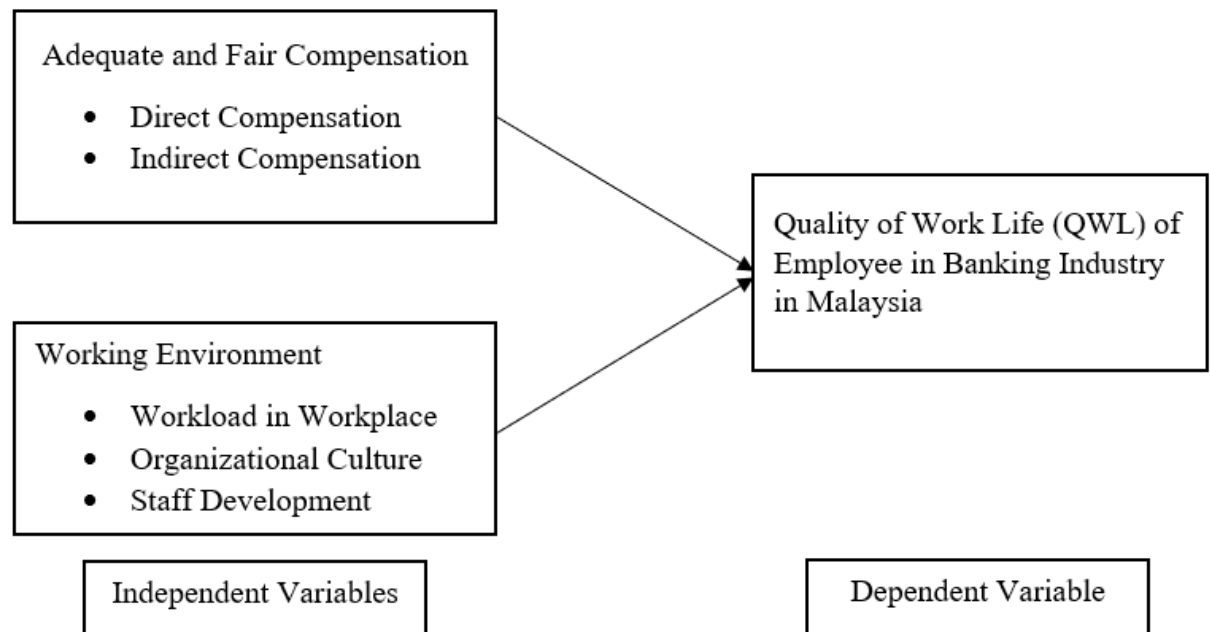 Adequate and Fair Compensation
• Direct Compensation
• Indirect Compensation
Quality of Work Life (QWL) of
Employee in Banking Industry
in Malaysia
Working Environment
• Workload in Workplace
• Organizational Culture
• Staff Development
Independent Variables
Dependent Variable